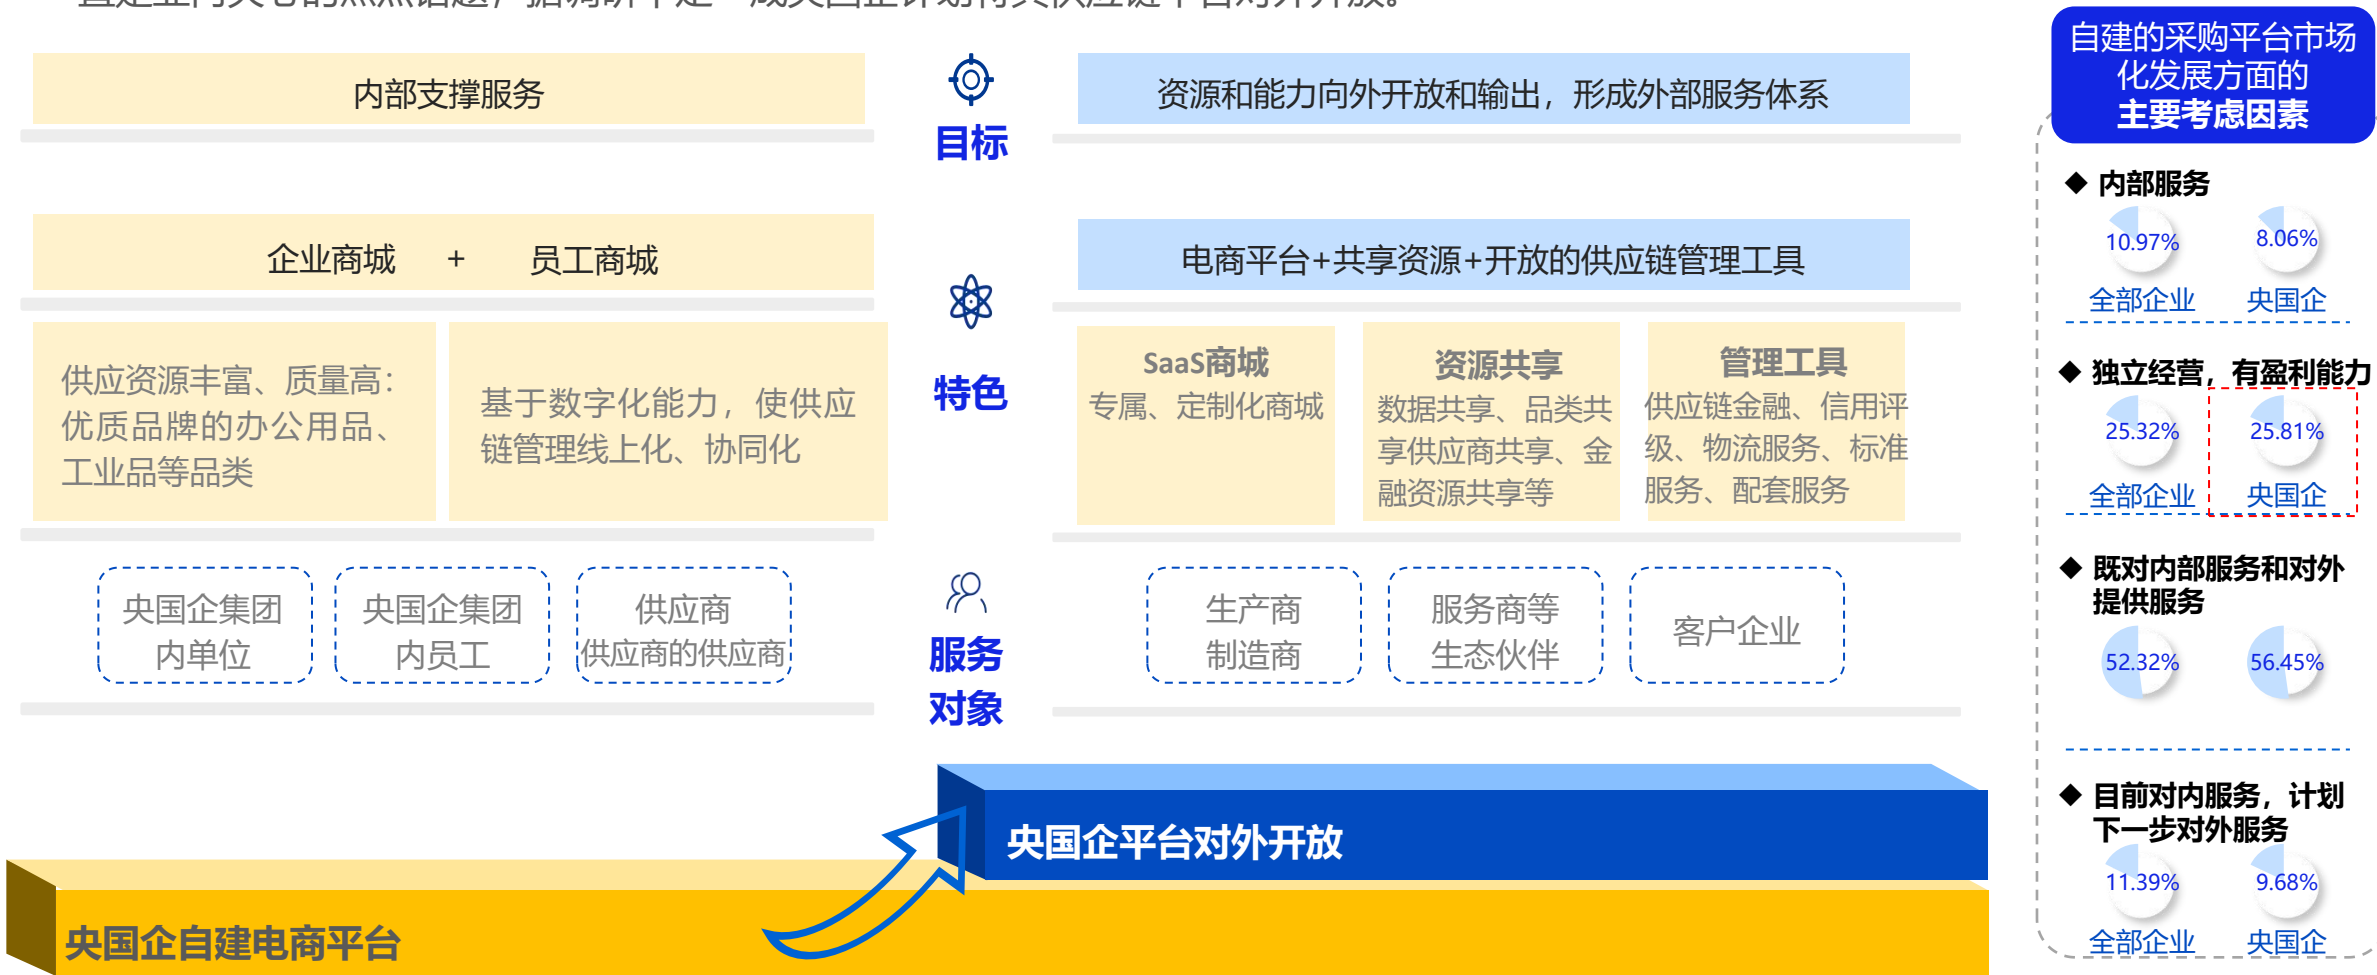 内部支撑服务
目标
资源和能力向外开放和输出，形成外部服务体系
企业商城 + 员工商城
特色
电商平台+共享资源+开放的供应链管理工具
供应资源丰富、质量高：
优质品牌的办公用品、
工业品等品类
基于数字化能力，使供应
链管理线上化、协同化
SaaS商城
专属、定制化商城
资源共享
数据共享、品类共
享供应商共享、金
融资源共享等
管理工具
供应链金融、信用评
级、物流服务、标准
服务、配套服务
央国企集团
内单位
央国企集团
内员工
供应商
供应商的供应商
服务
对象
生产商
制造商
服务商等
生态伙伴
客户企业
央国企平台对外开放
央国企自建电商平台
自建的采购平台市场
化发展方面的
主要考虑因素
◆ 内部服务
10.97% 8.06%
全部企业 央国企
◆ 独立经营，有盈利能力
25.32% 25.81%
全部企业 央国企
◆ 既对内部服务和对外
提供服务
52.32% 56.45%
◆ 目前对内服务，计划
下一步对外服务
11.39% 9.68%
全部企业 央国企